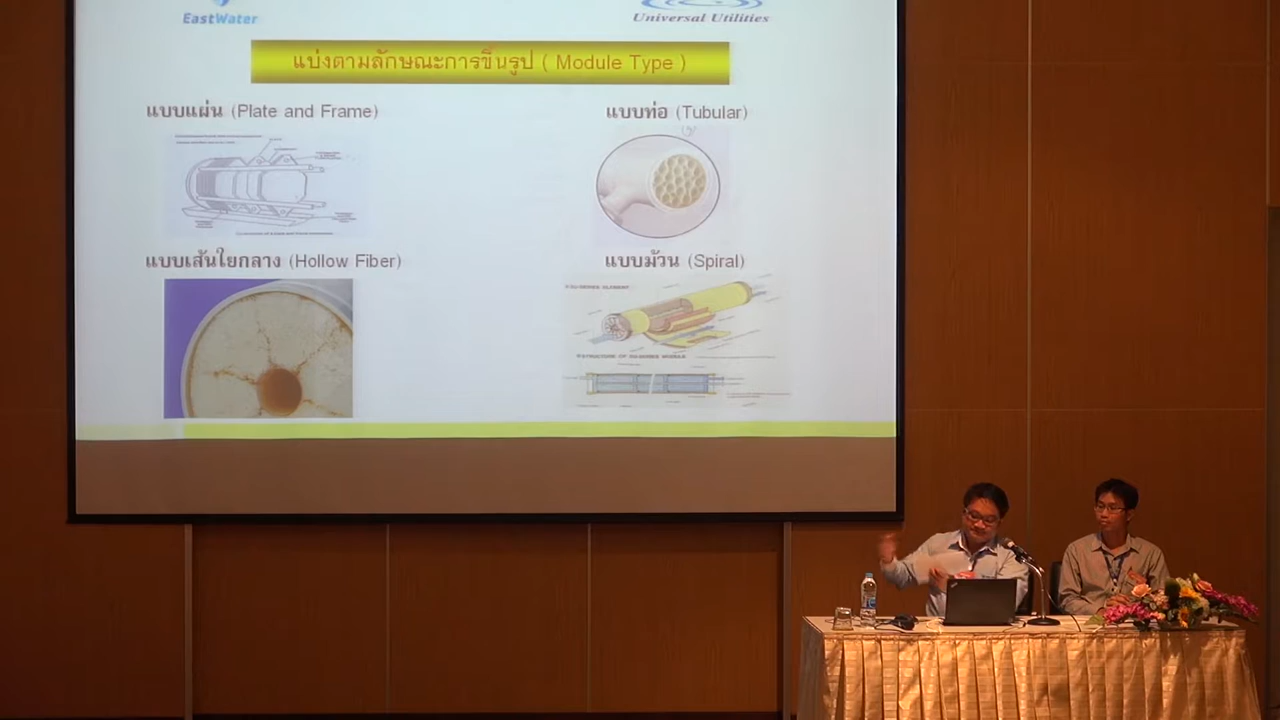 EastWater
Universal Utilities
แบ่งตามลักษณะการขึ้นรูป ( Module Type )
แบบแผ่น (Plate and Frame)
แบบท่อ (Tubular)
แบบเส้นใยกลาง (Hollow Fiber)
แบบม้วน (Spiral)